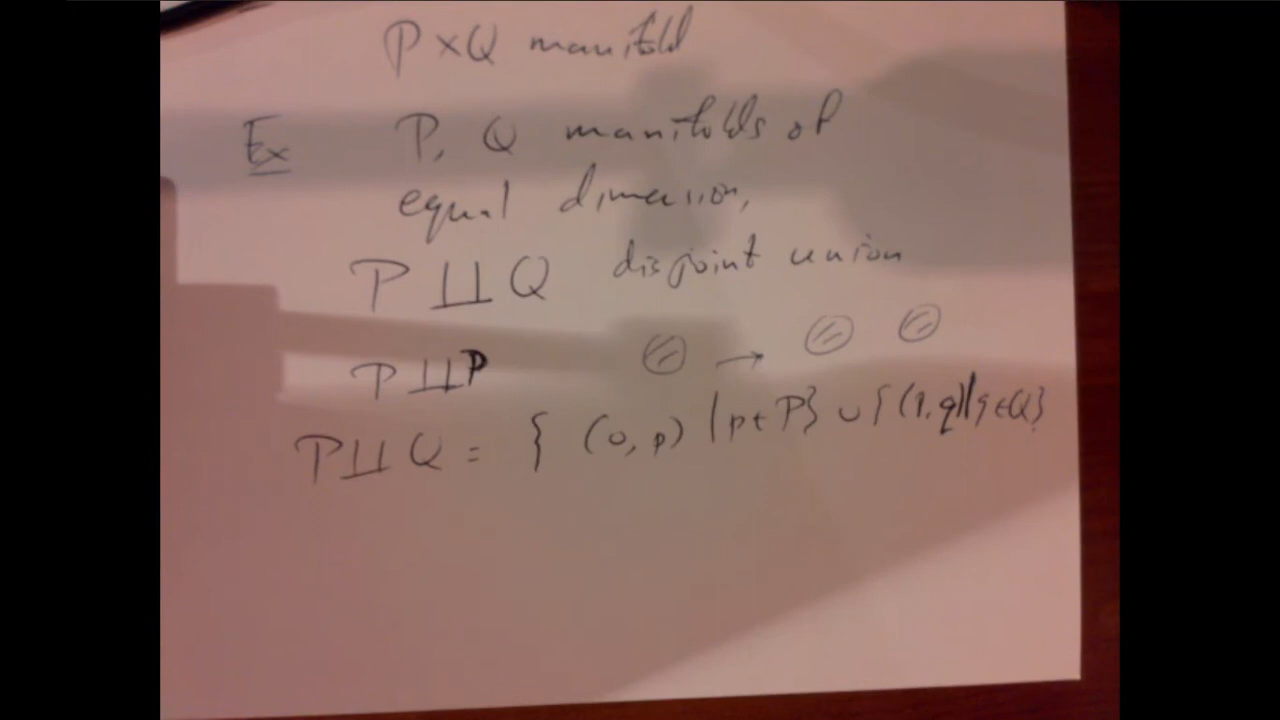 P×Q manifold
Ex P, Q manifolds of
equal dimension,
P ⊔ Q disjoint union
→
P ⊔ P
P ⊔ Q = { (0, p) | p ∈ P} ∪ { (1, q) | q ∈ Q}